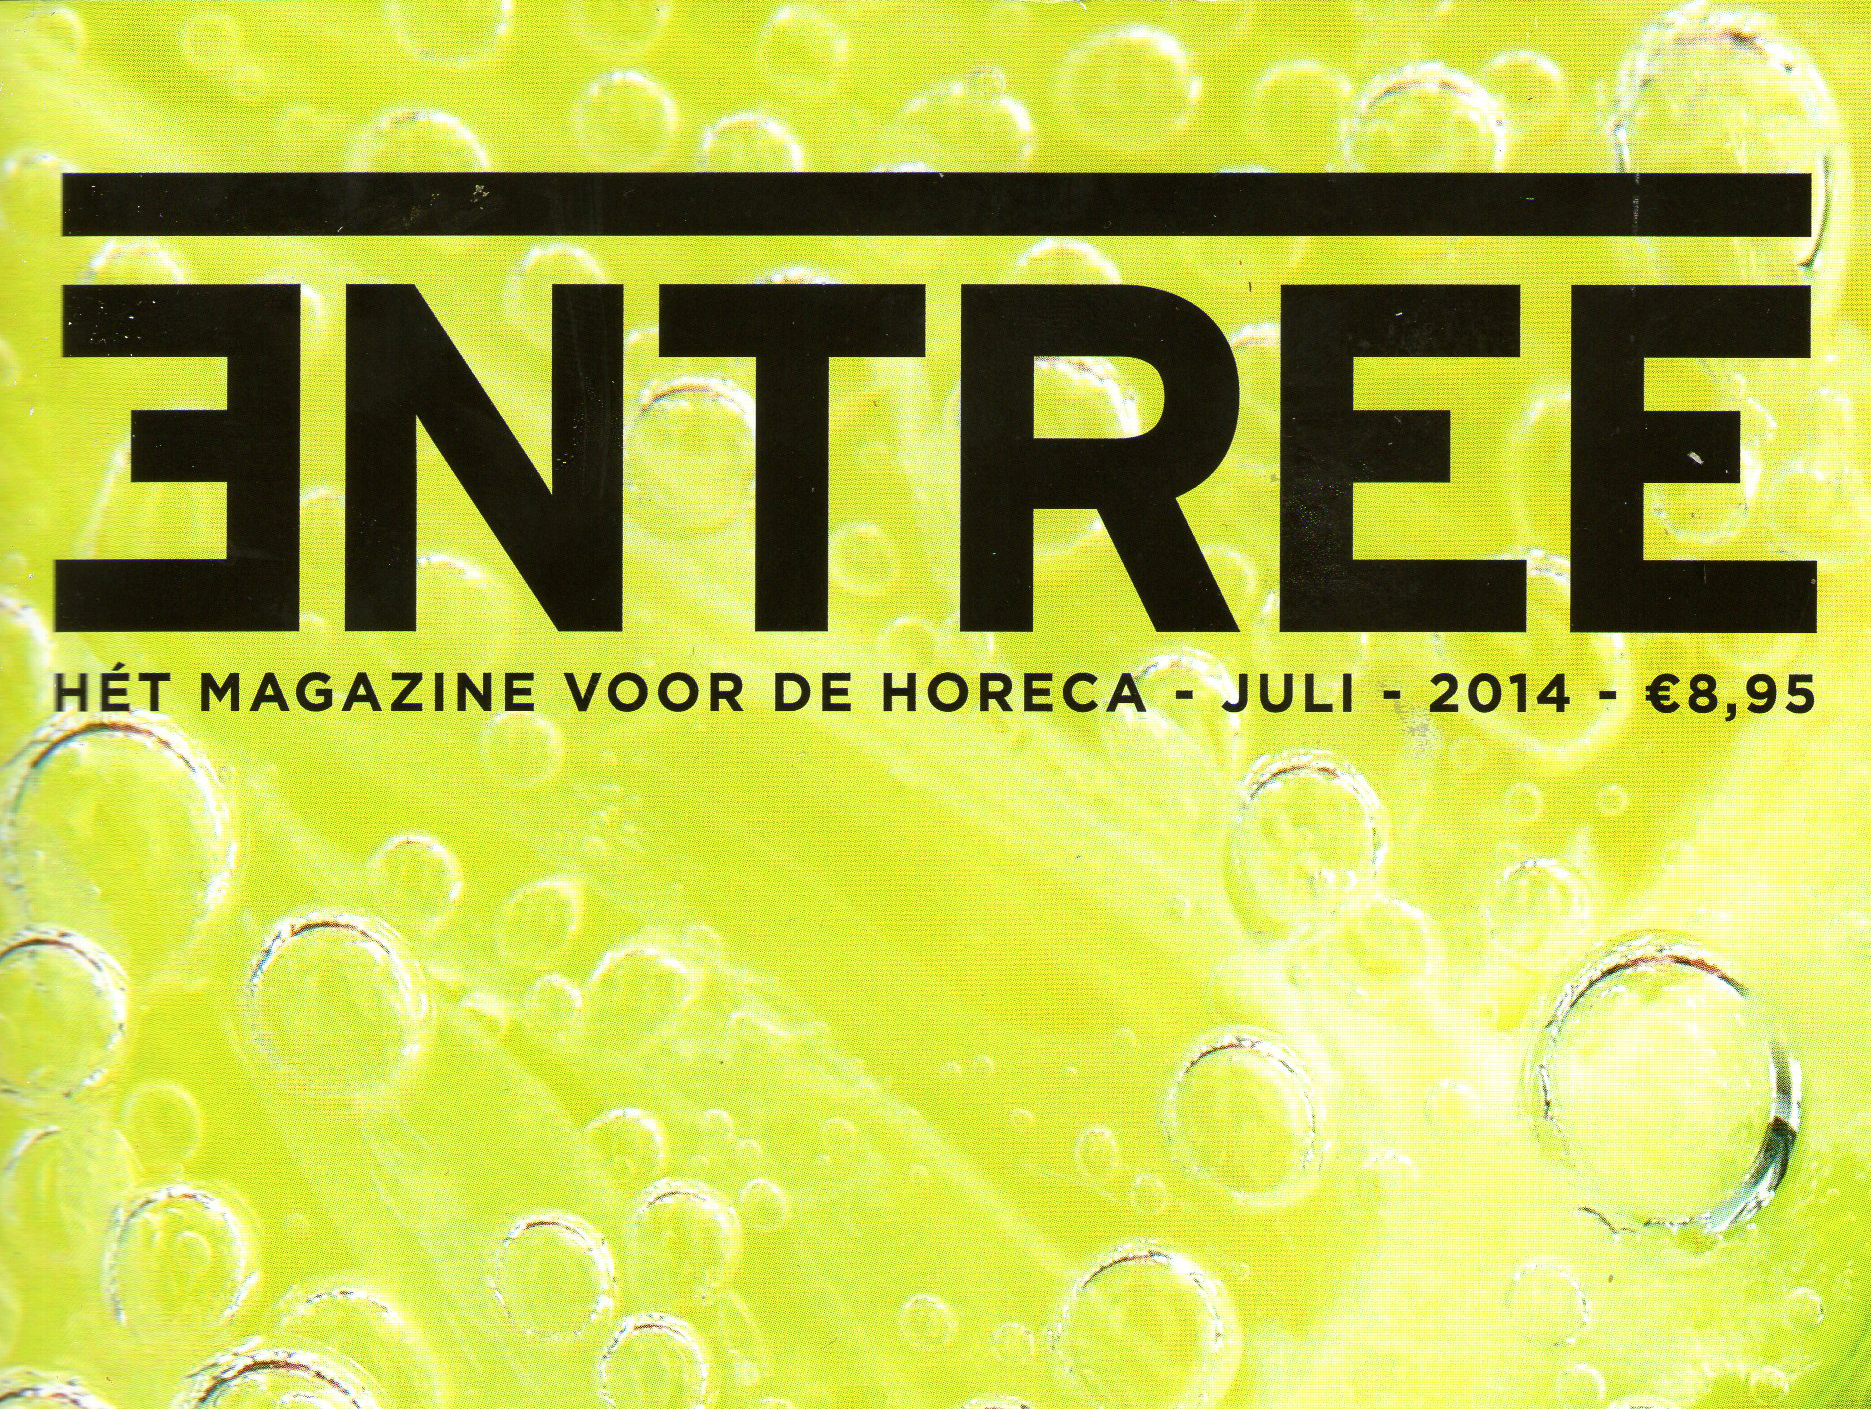 ENTREE
HÉT MAGAZINE VOOR DE HORECA - JULI - 2014 - €8,95